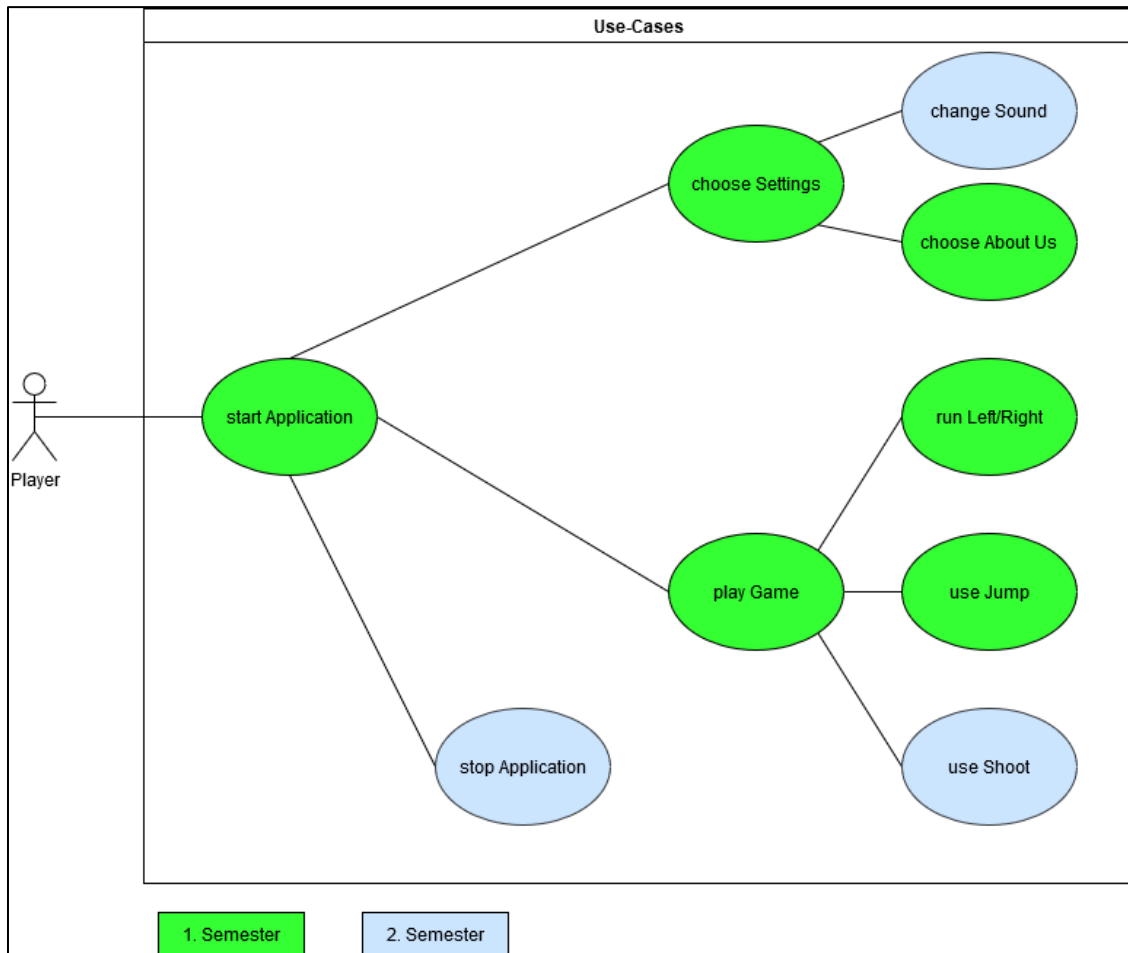 Use-Cases
change Sound
choose Settings
choose About Us
start Application
run Left/Right
Player
play Game
use Jump
stop Application
use Shoot
1. Semester
2. Semester